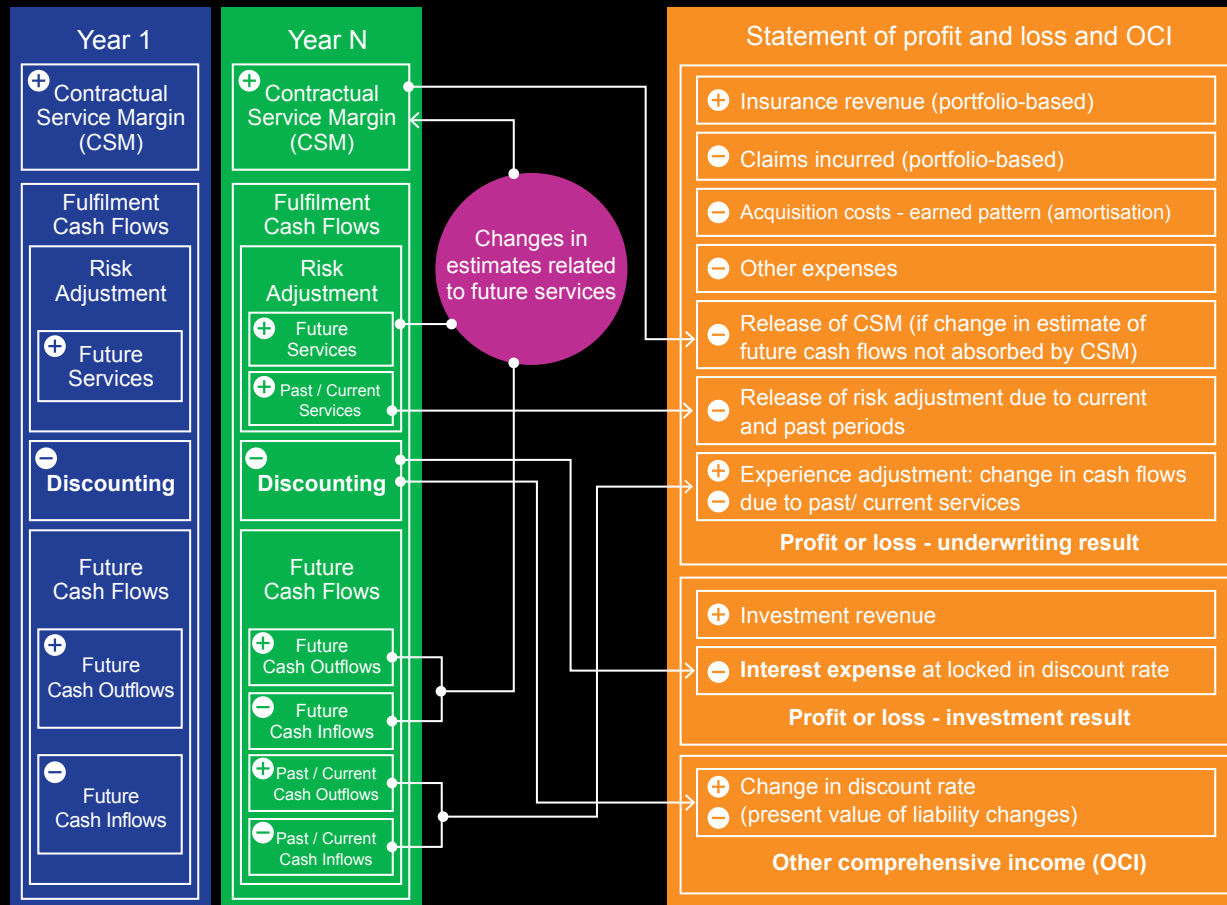 Year 1
+
Contractual
Service Margin
(CSM)
Fulfilment
Cash Flows
Risk
Adjustment
+
Future
Services
−
Discounting
Future
Cash Flows
+
Future
Cash Outflows
−
Future
Cash Inflows
Year N
+
Contractual
Service Margin
(CSM)
Fulfilment
Cash Flows
Risk
Adjustment
+
Future
Services
+
Past / Current
Services
−
Discounting
Future
Cash Flows
+
Future
Cash Outflows
−
Future
Cash Inflows
+
Past / Current
Cash Outflows
−
Past / Current
Cash Inflows
Changes in
estimates related
to future services
Statement of profit and loss and OCI
+ Insurance revenue (portfolio-based)
− Claims incurred (portfolio-based)
− Acquisition costs - earned pattern (amortisation)
− Other expenses
− Release of CSM (if change in estimate of
future cash flows not absorbed by CSM)
− Release of risk adjustment due to current
and past periods
+ Experience adjustment: change in cash flows
− due to past/ current services
Profit or loss - underwriting result
+ Investment revenue
− Interest expense at locked in discount rate
Profit or loss - investment result
+ Change in discount rate
− (present value of liability changes)
Other comprehensive income (OCI)